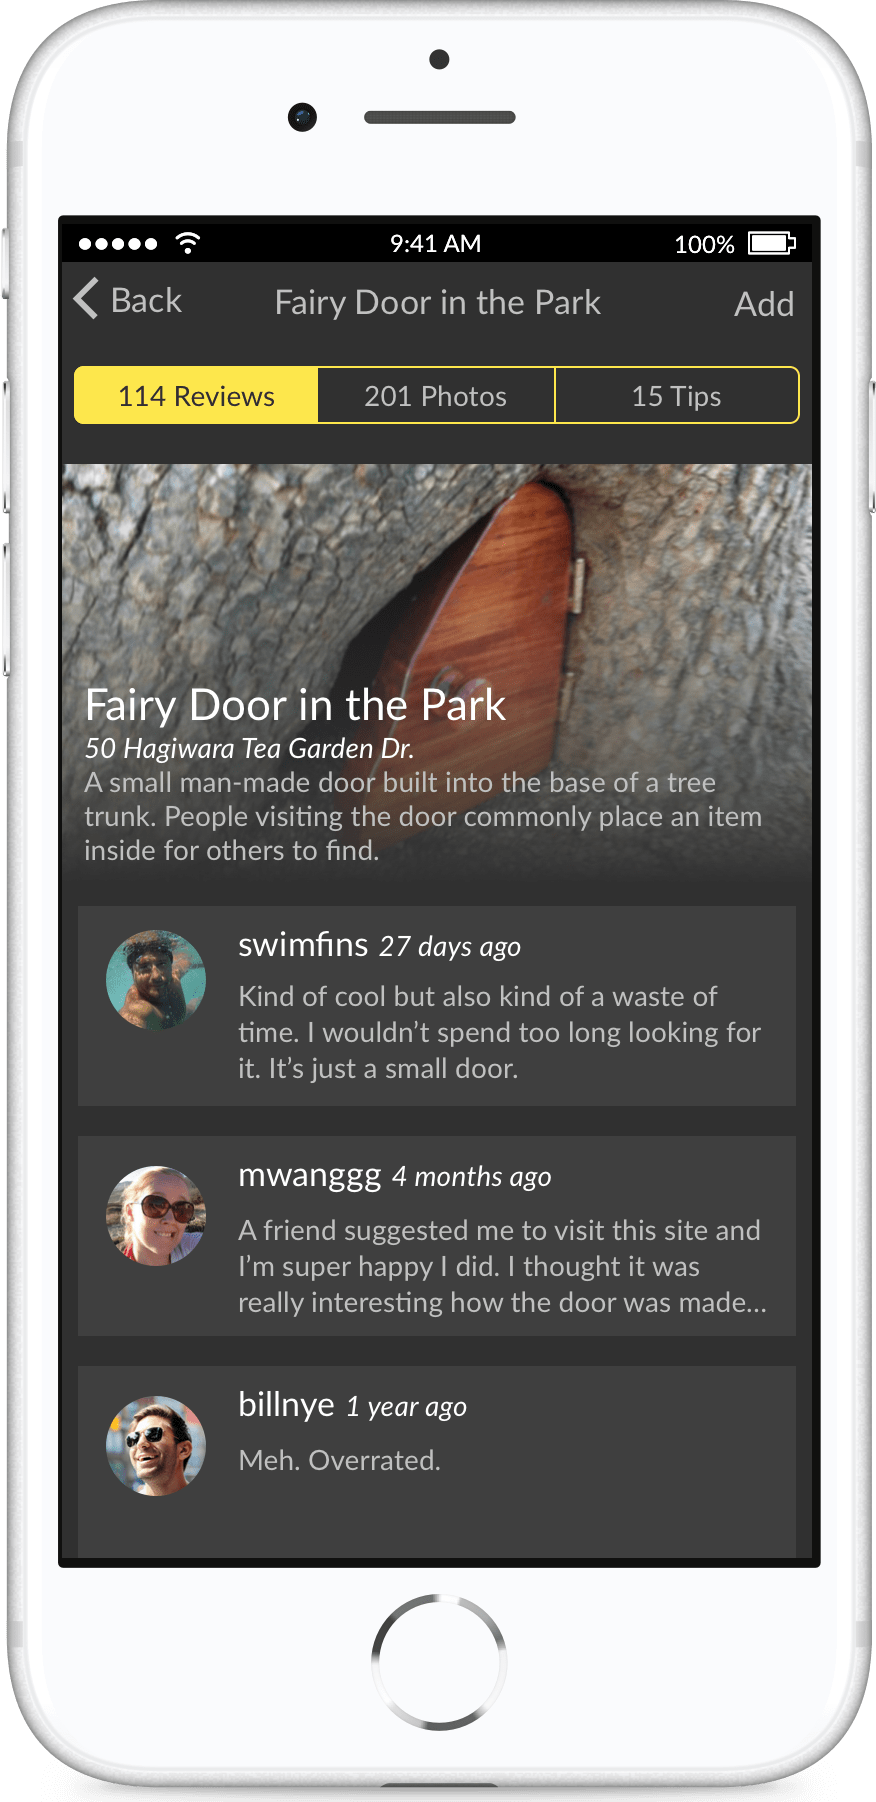 9:41 AM
100%
Back
Fairy Door in the Park
Add
114 Reviews
201 Photos
15 Tips
Fairy Door in the Park
50 Hagiwara Tea Garden Dr.
A small man-made door built into the base of a tree
trunk. People visiting the door commonly place an item
inside for others to find.
swimfins 27 days ago
Kind of cool but also kind of a waste of
time. I wouldn’t spend too long looking for
it. It’s just a small door.
mwanggg 4 months ago
A friend suggested me to visit this site and
I’m super happy I did. I thought it was
really interesting how the door was made...
billnye 1 year ago
Meh. Overrated.